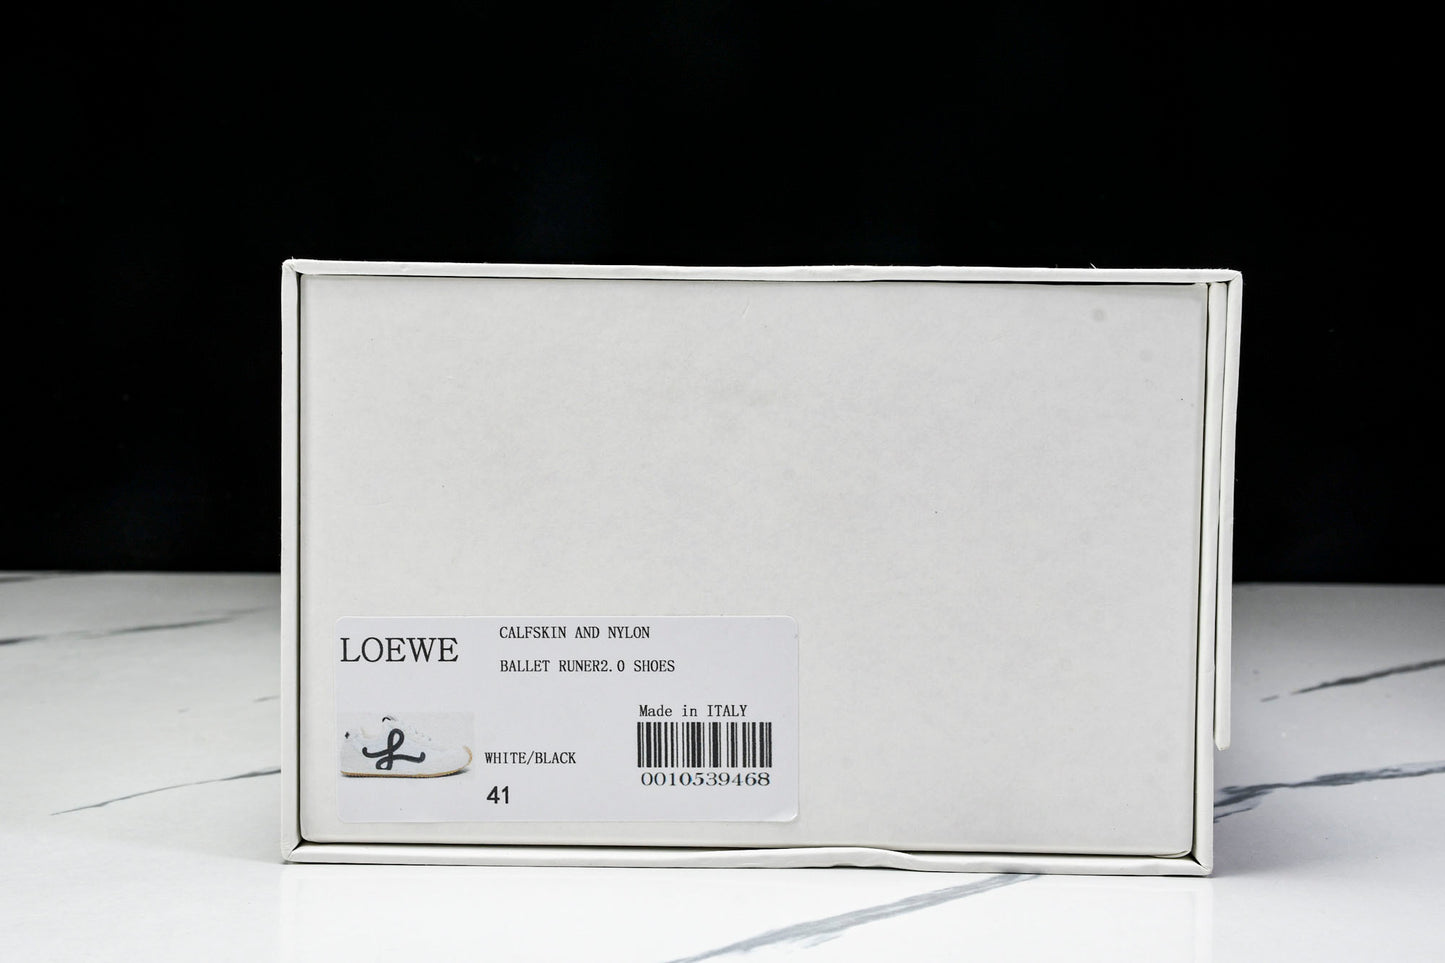 LOEWE
CALFSKIN AND NYLON
BALLET RUNER2.0 SHOES
Made in ITALY
0010539468
WHITE/BLACK
41